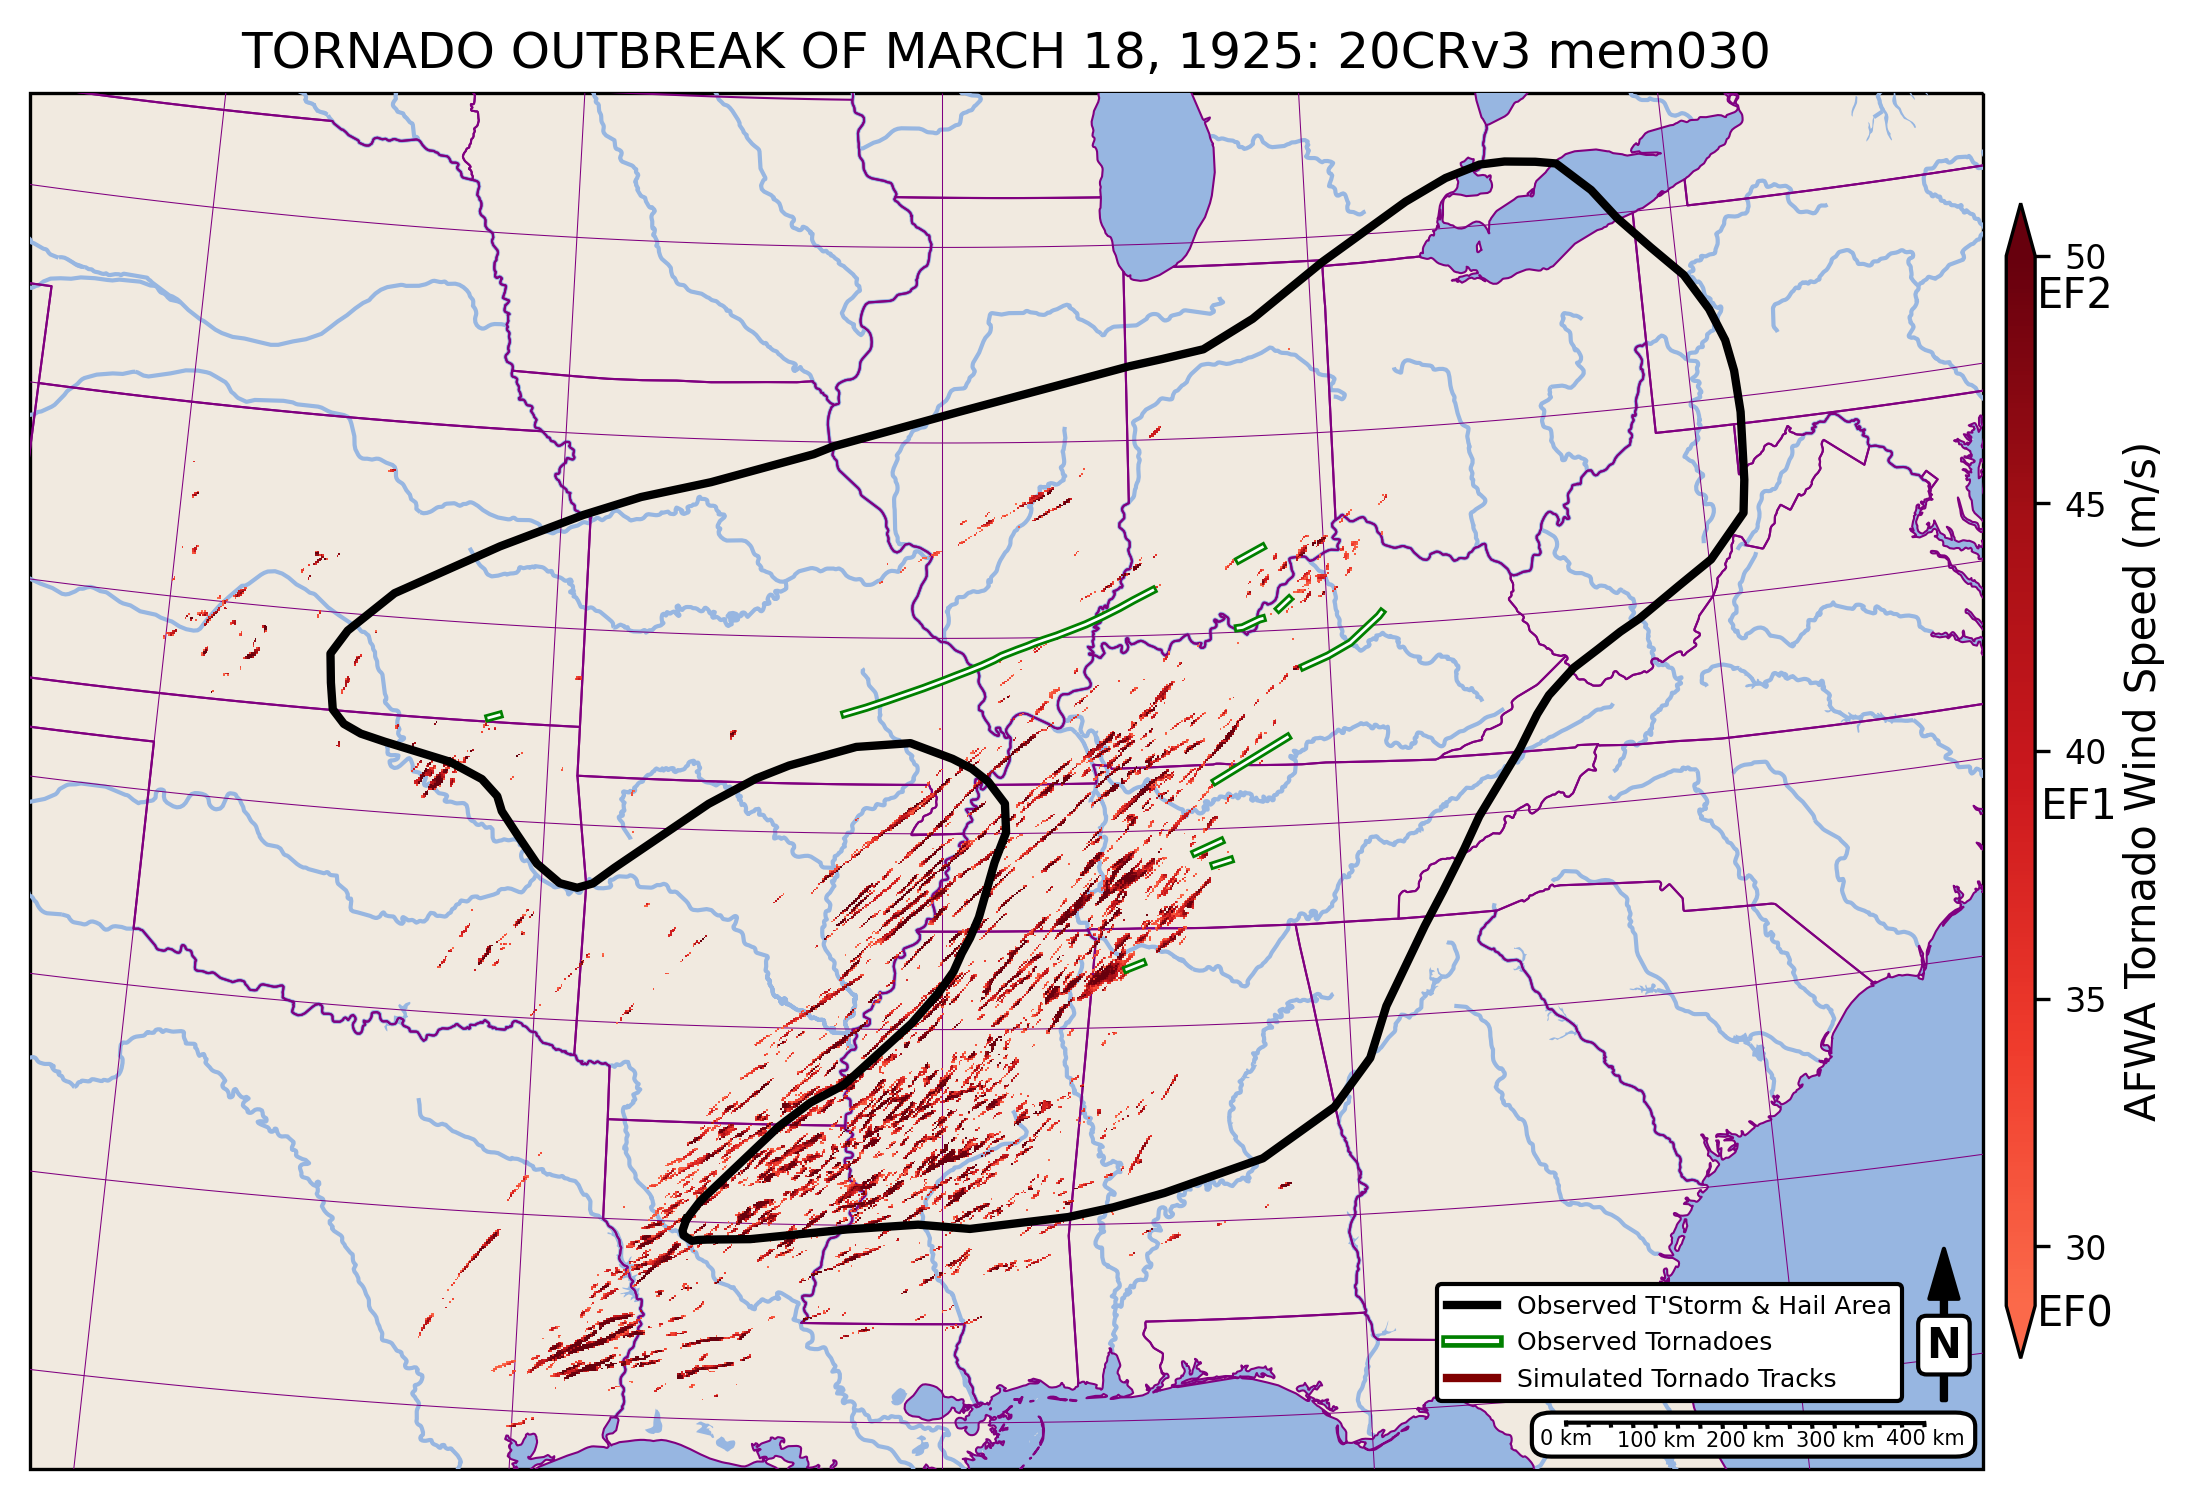 TORNADO OUTBREAK OF MARCH 18, 1925: 20CRv3 mem030
50
EF2
45
40
EF1
35
30
EF0
AFWA Tornado Wind Speed (m/s)
Observed T'Storm & Hail Area
Observed Tornadoes
Simulated Tornado Tracks
N
0 km 100 km 200 km 300 km 400 km